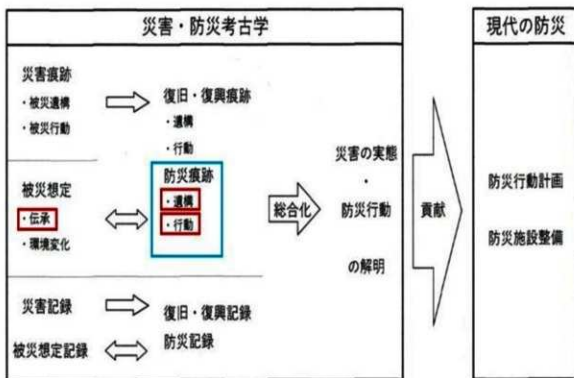 災害・防災考古学
現代の防災
災害痕跡
・被災遺構
・被災行動
復旧・復興痕跡
・遺構
・行動
被災想定
・伝承
・環境変化
防災痕跡
・遺構
・行動
総合化
災害の実態
・
防災行動
の解明
貢献
防災行動計画
防災施設整備
災害記録
復旧・復興記録
被災想定記録
防災記録